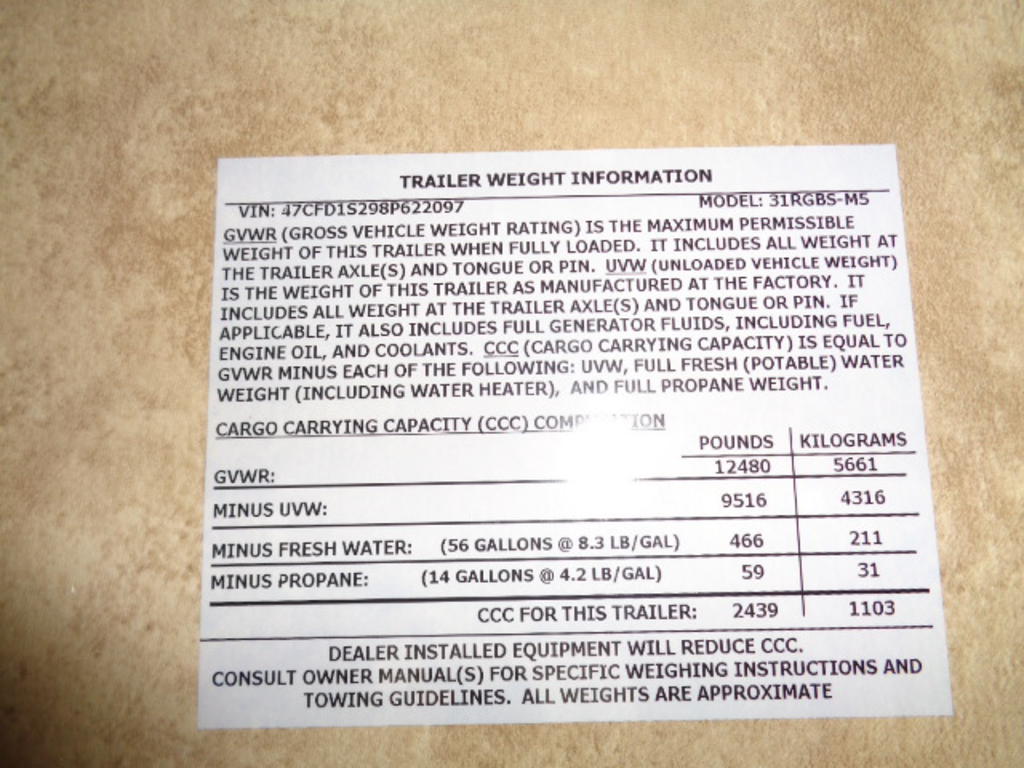 TRAILER WEIGHT INFORMATION
VIN: 47CFD1S298P622097 MODEL: 31RGBS-M5
GVWR (GROSS VEHICLE WEIGHT RATING) IS THE MAXIMUM PERMISSIBLE
WEIGHT OF THIS TRAILER WHEN FULLY LOADED. IT INCLUDES ALL WEIGHT AT
THE TRAILER AXLE(S) AND TONGUE OR PIN. UVW (UNLOADED VEHICLE WEIGHT)
IS THE WEIGHT OF THIS TRAILER AS MANUFACTURED AT THE FACTORY. IT
INCLUDES ALL WEIGHT AT THE TRAILER AXLE(S) AND TONGUE OR PIN. IF
APPLICABLE, IT ALSO INCLUDES FULL GENERATOR FLUIDS, INCLUDING FUEL,
ENGINE OIL, AND COOLANTS. CCC (CARGO CARRYING CAPACITY) IS EQUAL TO
GVWR MINUS EACH OF THE FOLLOWING: UVW, FULL FRESH (POTABLE) WATER
WEIGHT (INCLUDING WATER HEATER), AND FULL PROPANE WEIGHT.
CARGO CARRYING CAPACITY (CCC)
POUNDS KILOGRAMS
GVWR: 12480 5661
MINUS UVW: 9516 4316
MINUS FRESH WATER: (56 GALLONS @ 8.3 LB/GAL) 466 211
MINUS PROPANE: (14 GALLONS @ 4.2 LB/GAL) 59 31
CCC FOR THIS TRAILER: 2439 1103
DEALER INSTALLED EQUIPMENT WILL REDUCE CCC.
CONSULT OWNER MANUAL(S) FOR SPECIFIC WEIGHING INSTRUCTIONS AND
TOWING GUIDELINES. ALL WEIGHTS ARE APPROXIMATE